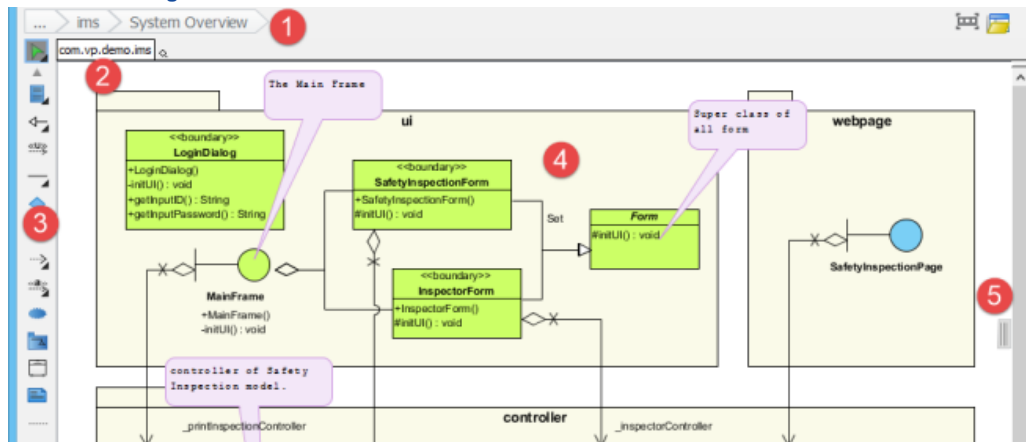 ... ims System Overview 1
com.vp.demo.ims
2
The Main Frame
ui
Super class of
all form
webpage
<<boundary>>
LoginDialog
+LoginDialog()
-initUI() : void
+getInputID() : String
+getInputPassword() : String
<<boundary>>
SafetyInspectionForm
+SafetyInspectionForm()
#initUI() : void
4
3
Set
Form
#initUI() : void
MainFrame
+MainFrame()
-initUI() : void
<<boundary>>
InspectorForm
+InspectorForm()
#initUI() : void
SafetyInspectionPage
5
controller of Safety
Inspection model.
controller
_printInspectionController
_inspectorController